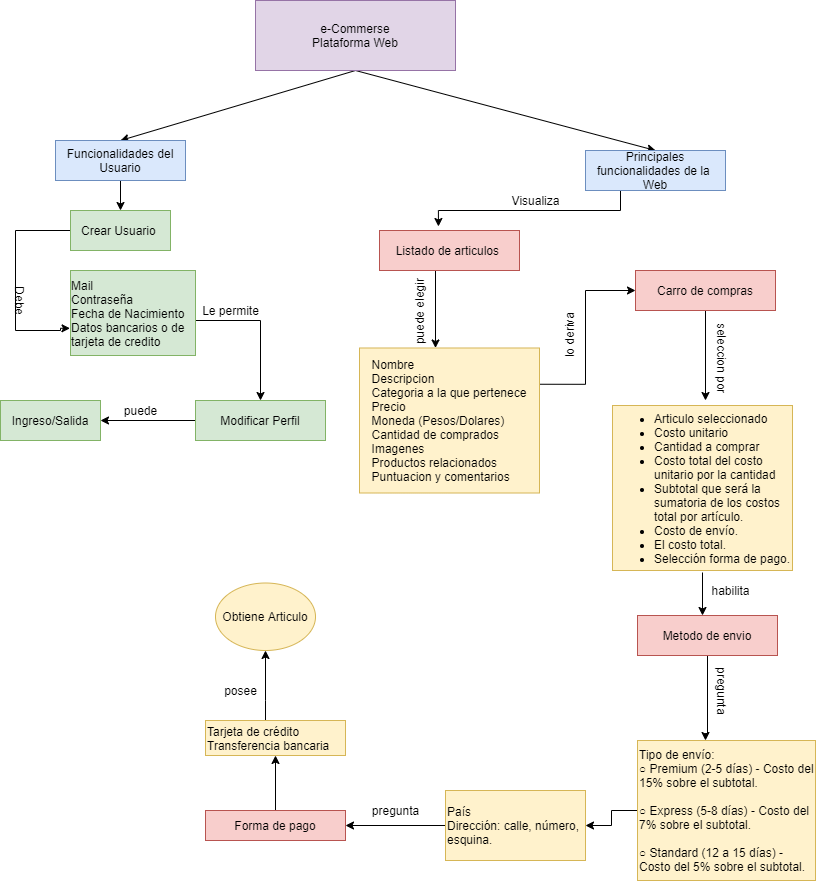 e-Commerse
Plataforma Web
Funcionalidades del
Usuario
Principales
funcionalidades de la
Web
Visualiza
Crear Usuario
Listado de articulos
Debe
Mail
Contraseña
Fecha de Nacimiento
Datos bancarios o de
tarjeta de credito
Le permite
puede elegir
lo deriva
Carro de compras
seleccion por
Nombre
Descripcion
Categoria a la que pertenece
Precio
Moneda (Pesos/Dolares)
Cantidad de comprados
Imagenes
Productos relacionados
Puntuacion y comentarios
Ingreso/Salida
puede
Modificar Perfil
• Articulo seleccionado
• Costo unitario
• Cantidad a comprar
• Costo total del costo
unitario por la cantidad
• Subtotal que será la
sumatoria de los costos
total por artículo.
• Costo de envío.
• El costo total.
• Selección forma de pago.
habilita
Metodo de envio
pregunta
Obtiene Articulo
posee
Tarjeta de crédito
Transferencia bancaria
Tipo de envío:
○ Premium (2-5 días) - Costo del
15% sobre el subtotal.
○ Express (5-8 días) - Costo del
7% sobre el subtotal.
○ Standard (12 a 15 días) -
Costo del 5% sobre el subtotal.
País
Dirección: calle, número,
esquina.
pregunta
Forma de pago